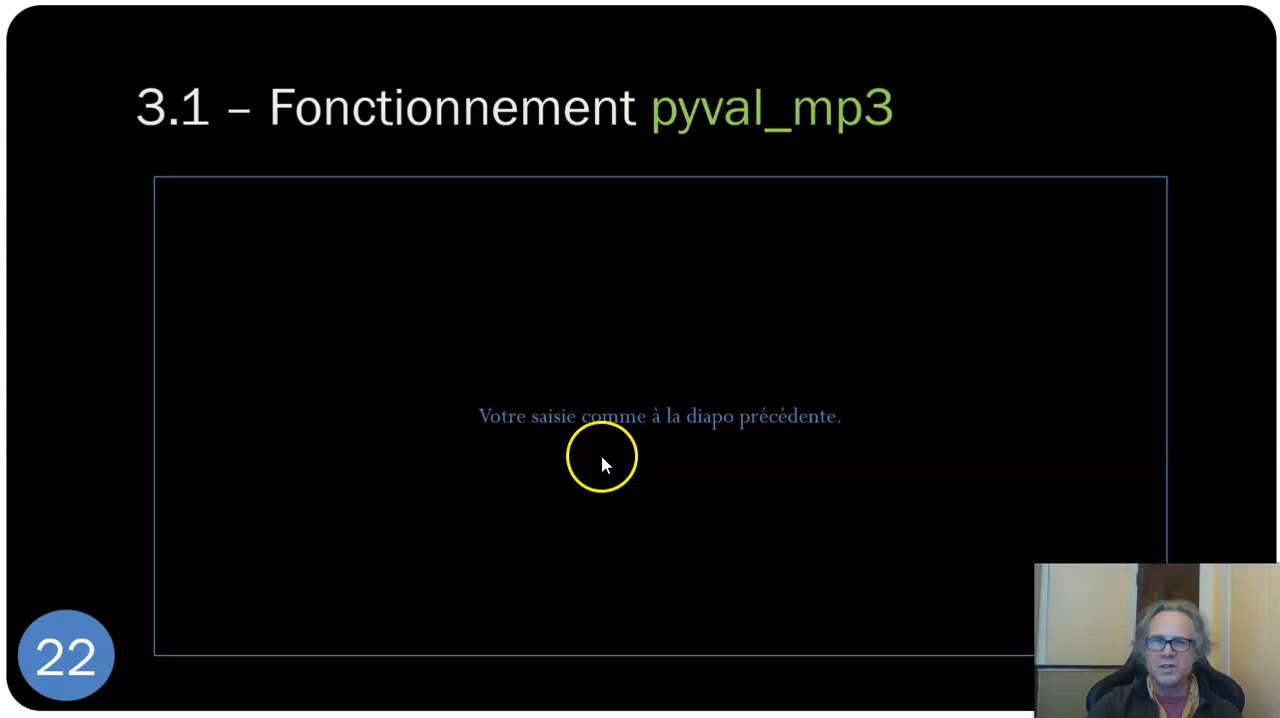 3.1 – Fonctionnement pyval_mp3
Votre saisie comme à la diapo précédente.
22